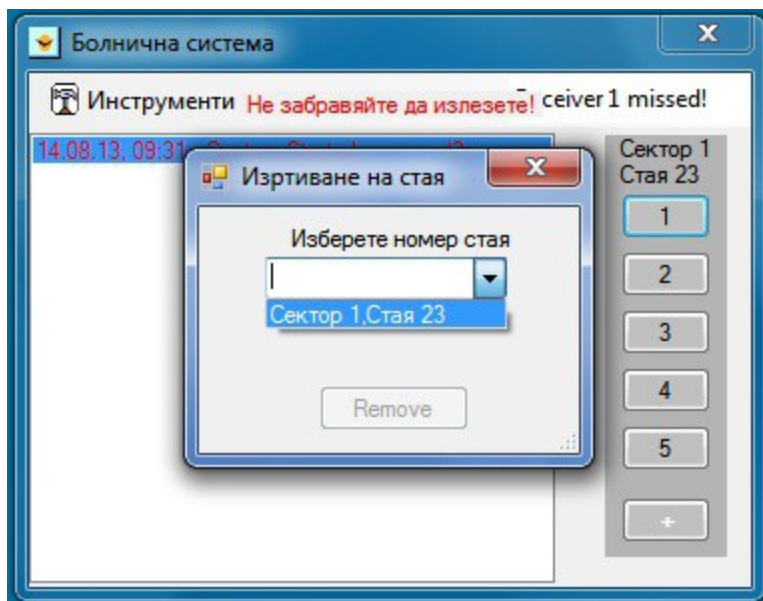 Болнична система
Инструменти Не забравяйте да излезете! ceiver 1 missed!
14.08.13, 09:31
Сектор 1
Стая 23
Изртиване на стая
Изберете номер стая
Сектор 1,Стая 23
Remove
1
2
3
4
5
+